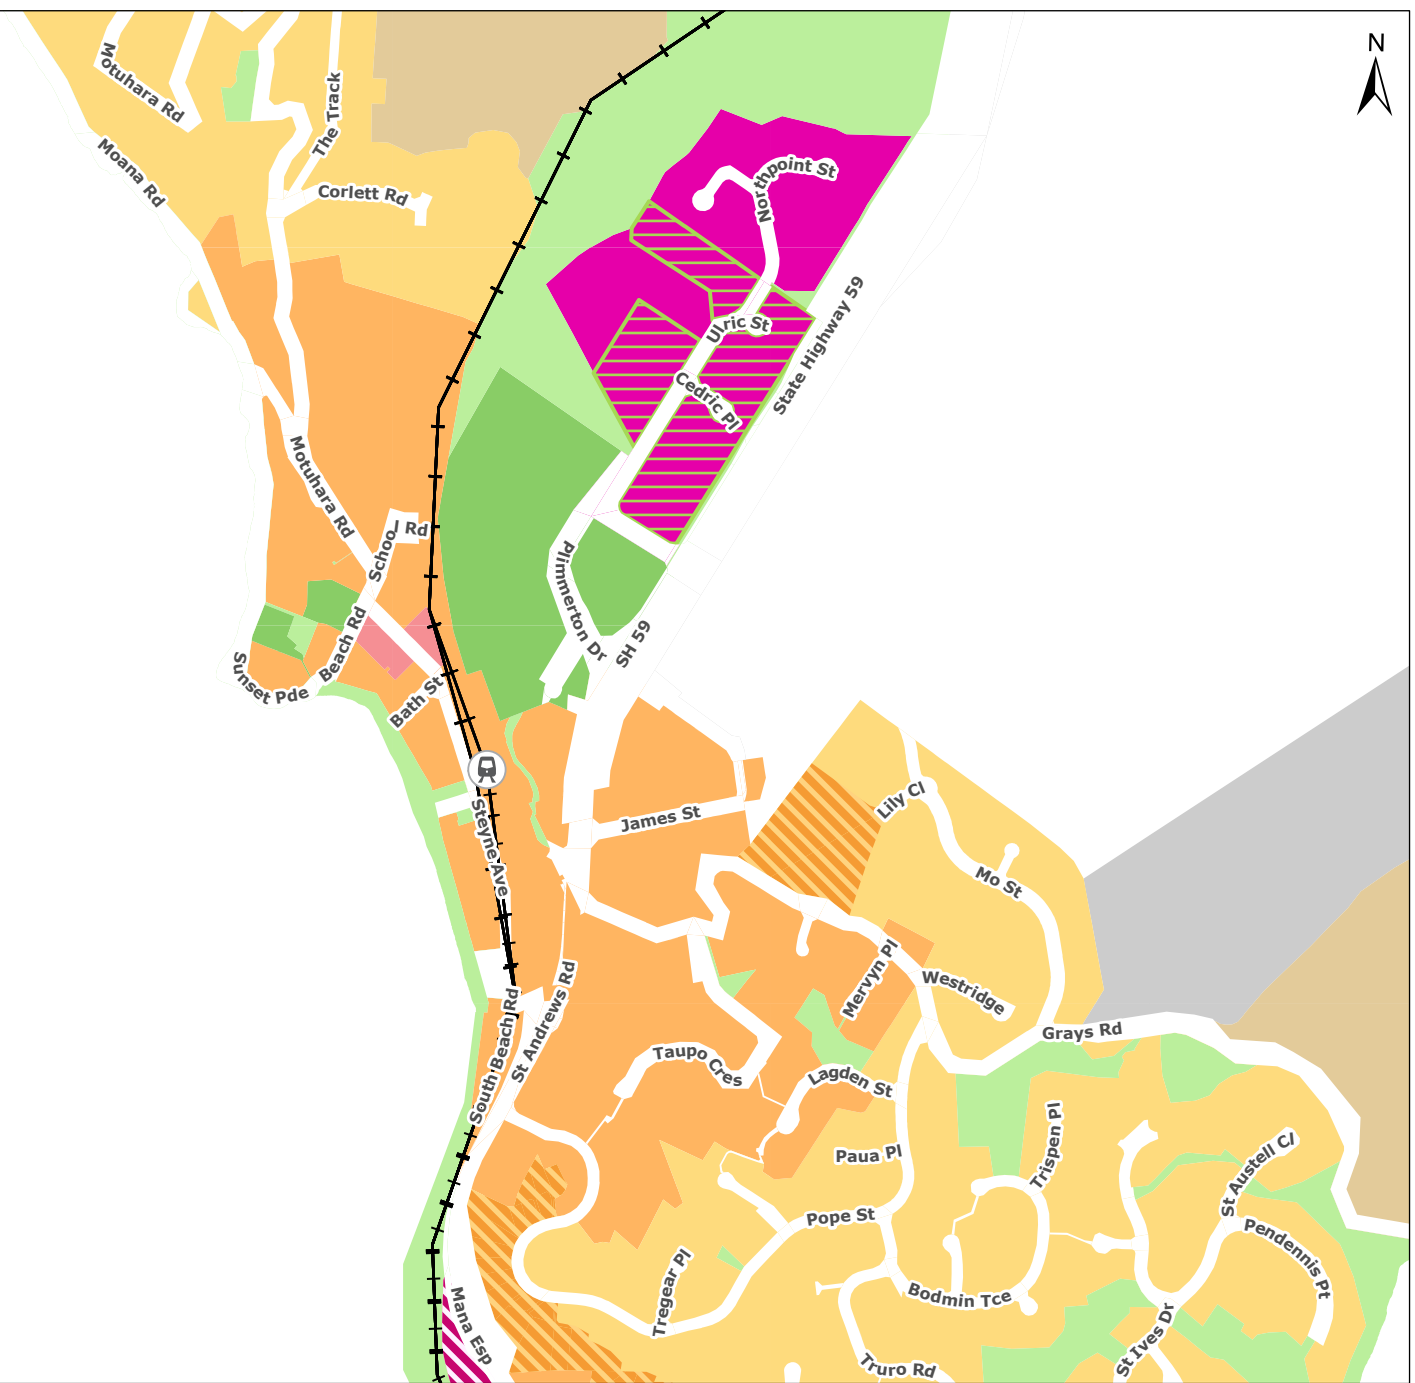 N
Motuhara Rd
The Track
Moana Rd
Corlett Rd
Northpoint St
Ulric St
State Highway 59
Cedric Pl
Motuhara Rd
School Rd
Plimmerton Dr
SH 59
Beach Rd
Sunset Pde
Bath St
Steyne Ave
James St
Lily Cl
Mo St
Mervyn Pl
Westridge
Grays Rd
St Andrews Rd
South Beach Rd
Taupo Cres
Lagden St
Paua Pl
Trispen Pl
St Austell Cl
Pope St
Pendennis Pt
Tregear Pl
Bodmin Tce
Mana Esp
St Ives Dr
Truro Rd